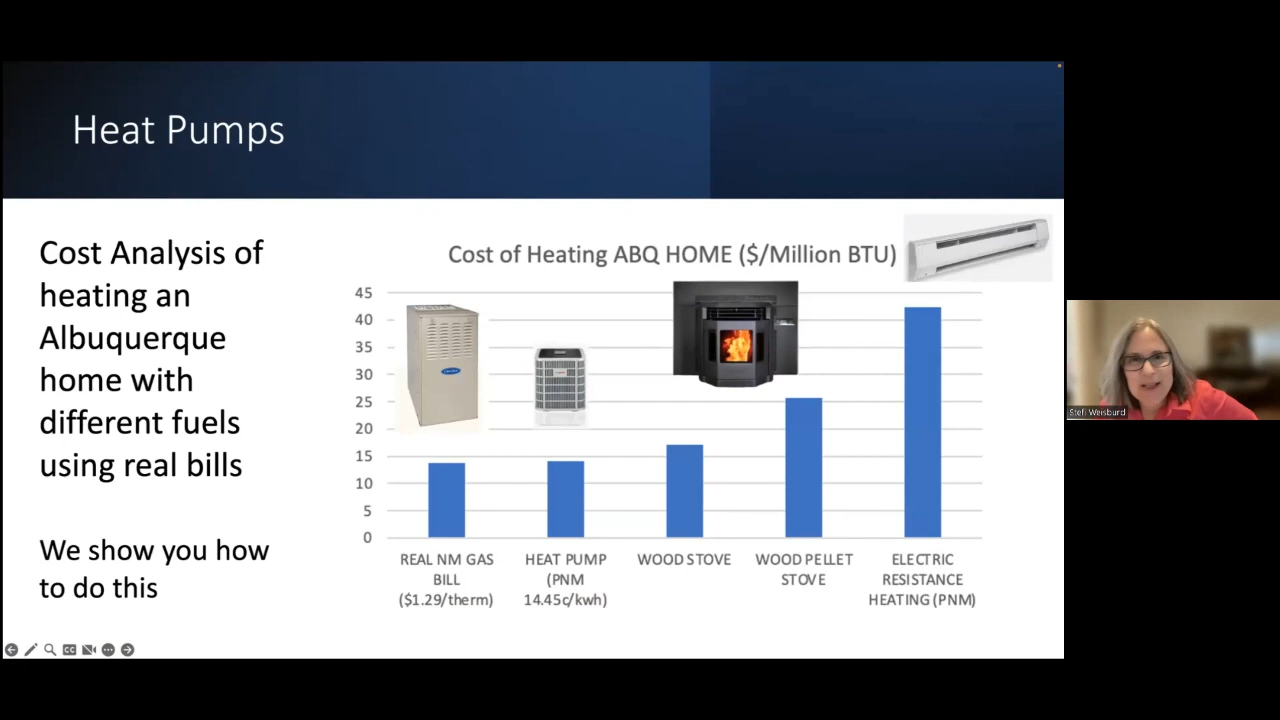 Heat Pumps
Cost Analysis of
heating an
Albuquerque
home with
different fuels
using real bills
We show you how
to do this
Cost of Heating ABQ HOME ($/Million BTU)
45
40
35
30
25
20
15
10
5
0
REAL NM GAS
BILL
($1.29/therm)
HEAT PUMP
(PNM
14.45c/kwh)
WOOD STOVE
WOOD PELLET
STOVE
ELECTRIC
RESISTANCE
HEATING (PNM)
CC
Stefi Weisburd